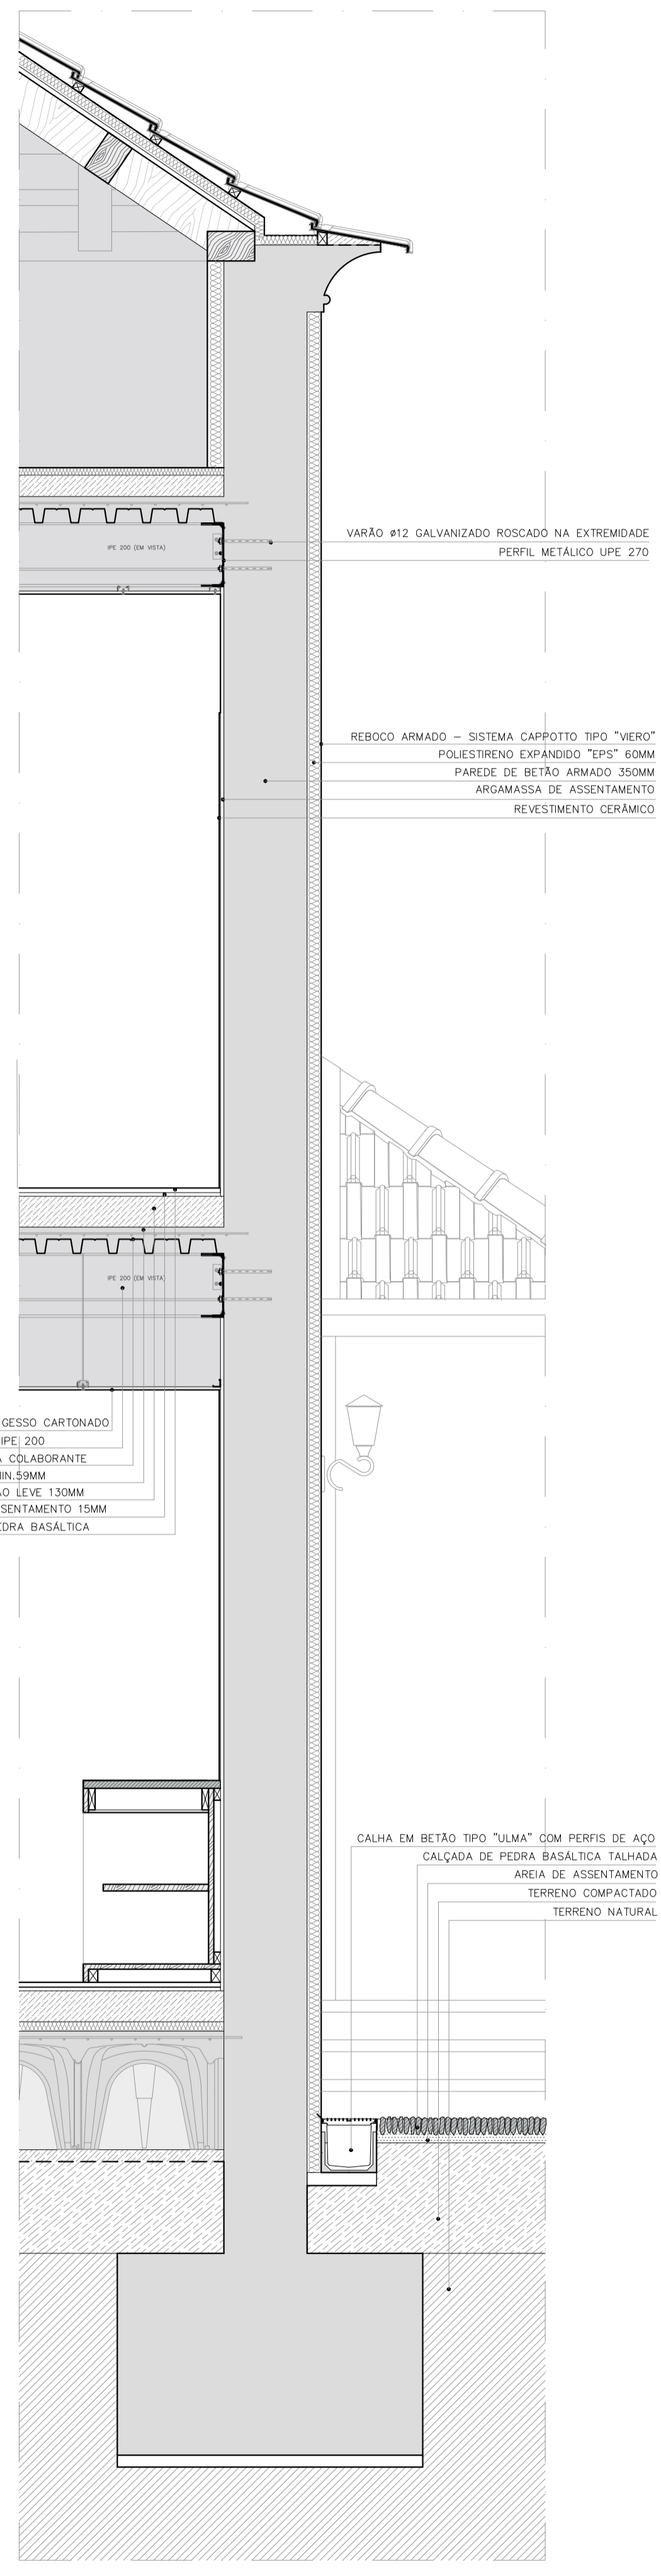 IPE 200 (EM VISTA)
VARÃO Ø12 GALVANIZADO ROSCADO NA EXTREMIDADE
PERFIL METÁLICO UPE 270
REBOCO ARMADO – SISTEMA CAPPOTTO TIPO "VIERO"
POLIESTIRENO EXPANDIDO "EPS" 60MM
PAREDE DE BETÃO ARMADO 350MM
ARGAMASSA DE ASSENTAMENTO
REVESTIMENTO CERÂMICO
IPE 200 (EM VISTA)
GESSO CARTONADO
IPE 200
COLABORANTE
MIN.59MM
LEVE 130MM
15MM
BASÁLTICA
CALHA EM BETÃO TIPO "ULMA" COM PERFIS DE AÇO
CALÇADA DE PEDRA BASÁLTICA TALHADA
AREIA DE ASSENTAMENTO
TERRENO COMPACTADO
TERRENO NATURAL